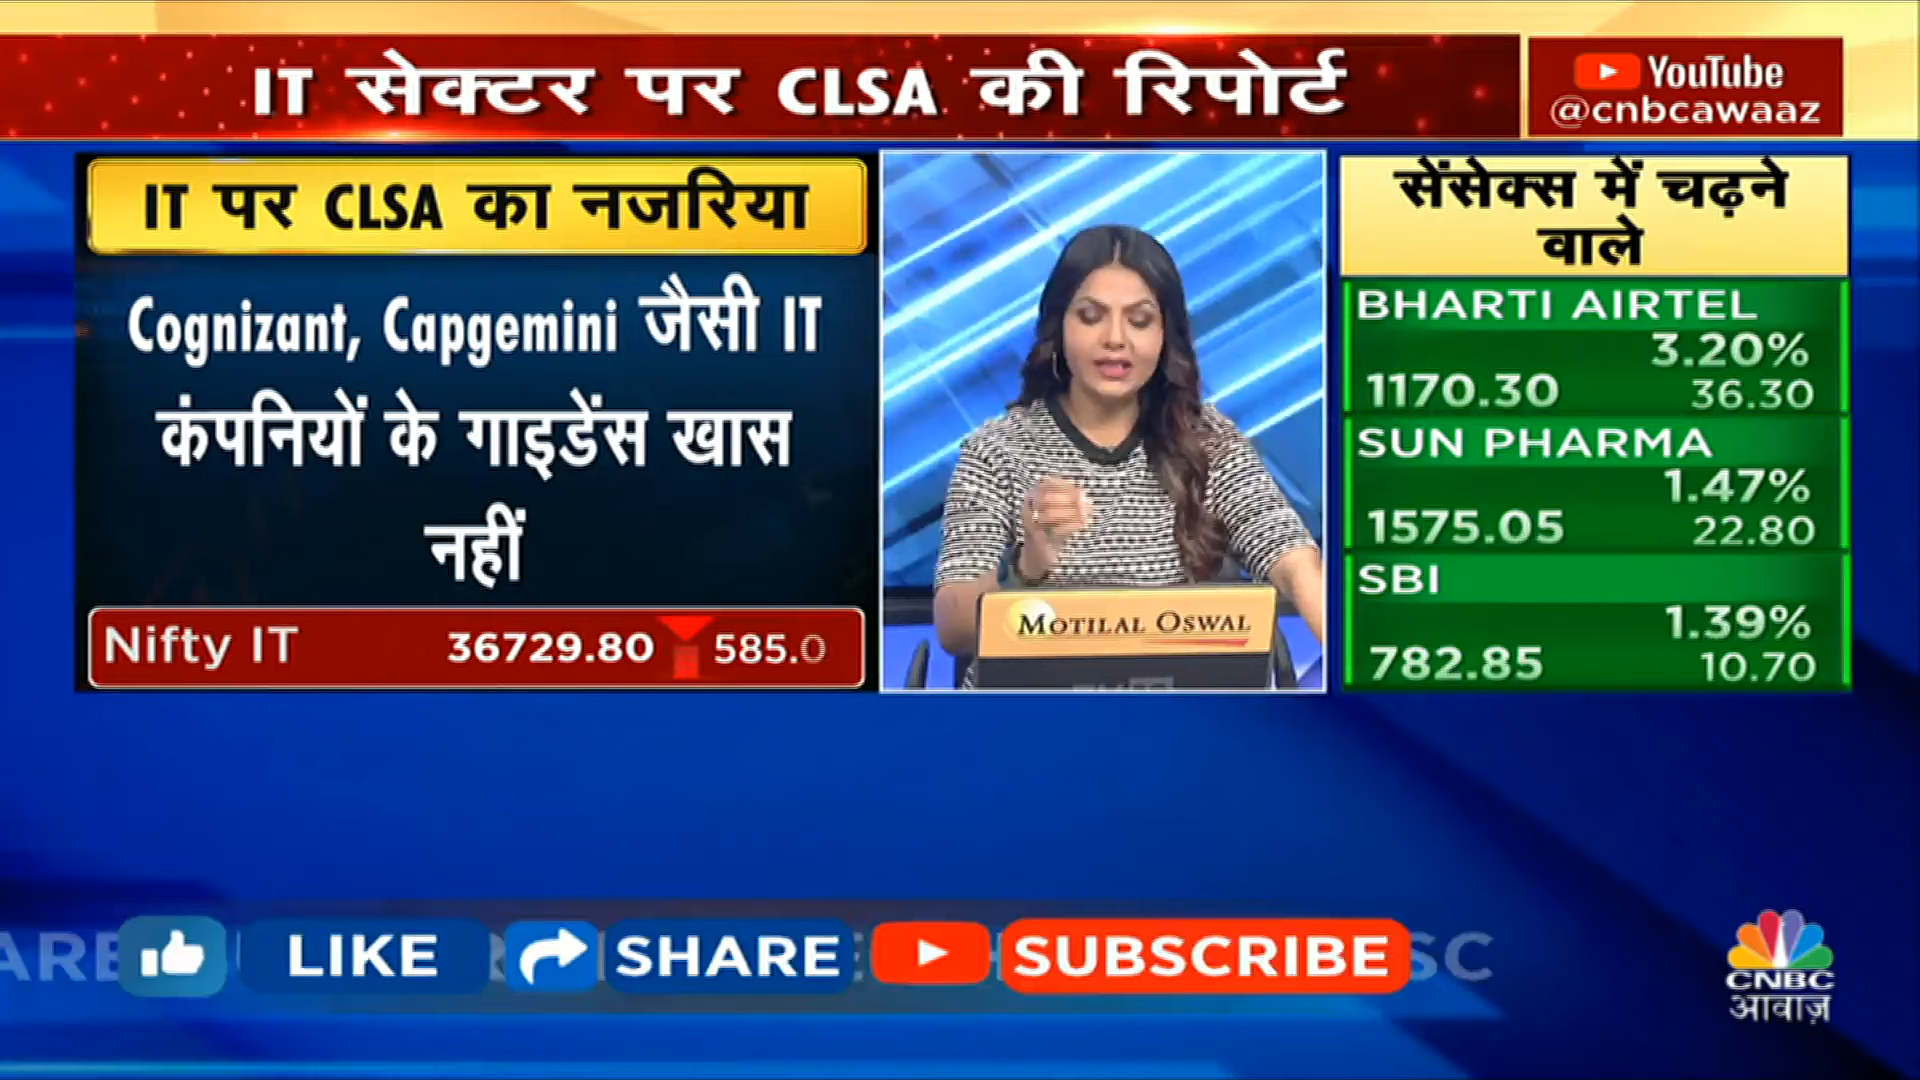 IT सेक्टर पर CLSA की रिपोर्ट
YouTube
@cnbcawaaz
IT पर CLSA का नजरिया
Cognizant, Capgemini जैसी IT
कंपनियों के गाइडेंस खास
नहीं
Nifty IT 36729.80 585.0
MOTILAL OSWAL
सेंसेक्स में चढ़ने
वाले
BHARTI AIRTEL
3.20%
1170.30 36.30
SUN PHARMA
1.47%
1575.05 22.80
SBI
1.39%
782.85 10.70
LIKE SHARE SUBSCRIBE
CNBC
आवाज़